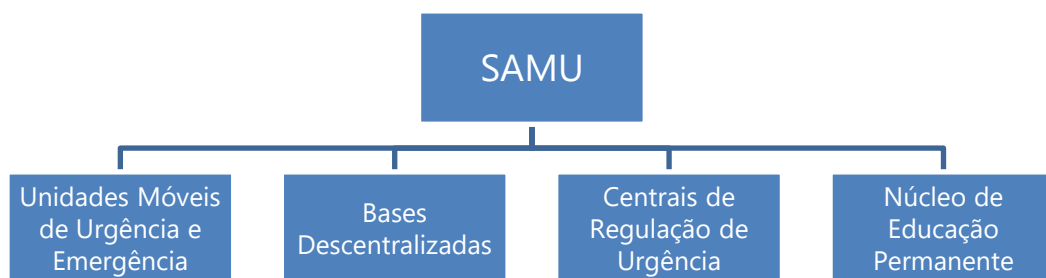 SAMU
Unidades Móveis
de Urgência e
Emergência
Bases
Descentralizadas
Centrais de
Regulação de
Urgência
Núcleo de
Educação
Permanente